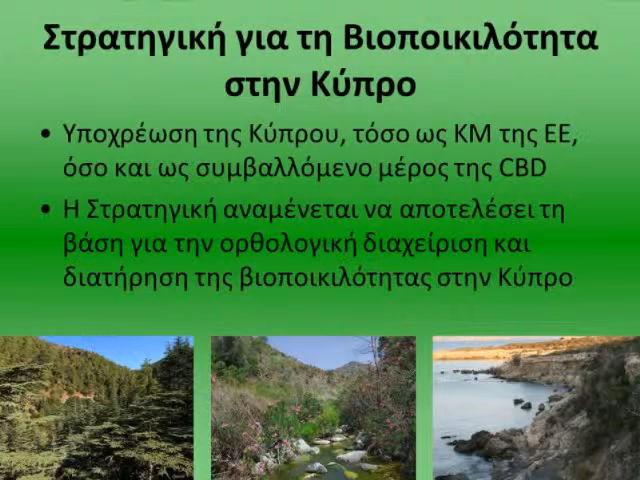 Στρατηγική για τη Βιοποικιλότητα
στην Κύπρο
• Υποχρέωση της Κύπρου, τόσο ως ΚΜ της ΕΕ,
όσο και ως συμβαλλόμενο μέρος της CBD
• Η Στρατηγική αναμένεται να αποτελέσει τη
βάση για την ορθολογική διαχείριση και
διατήρηση της βιοποικιλότητας στην Κύπρο